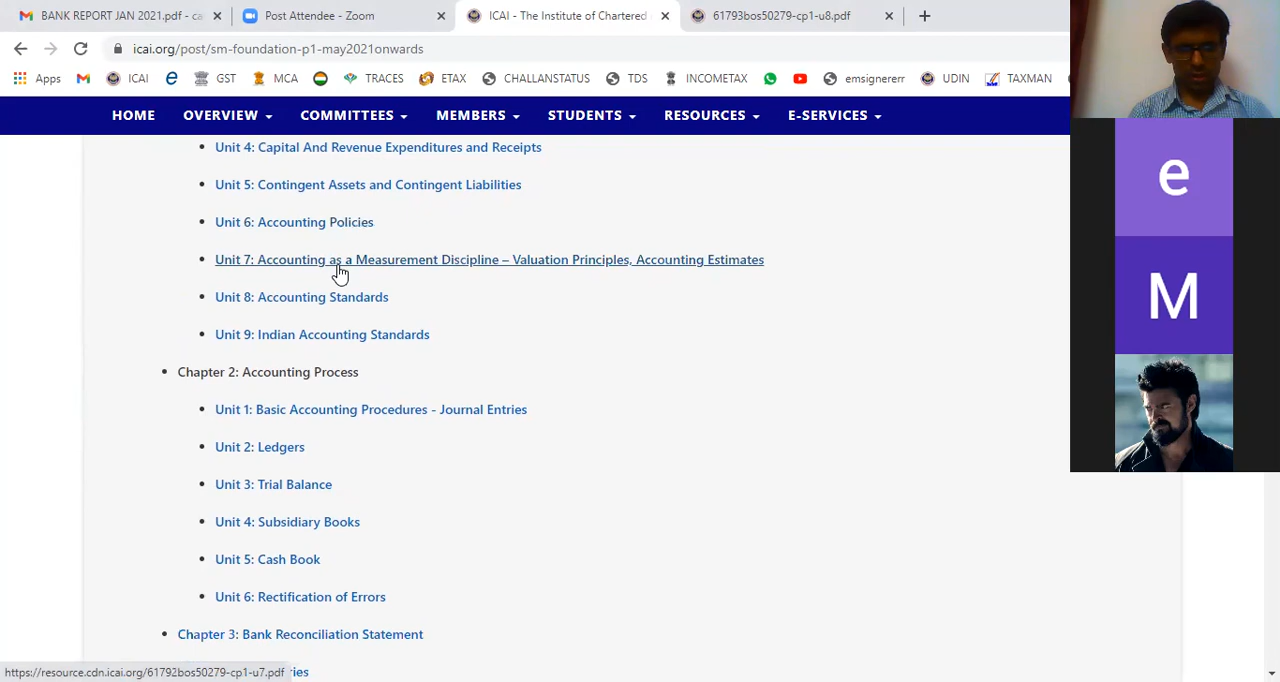 BANK REPORT JAN 2021.pdf - ca
Post Attendee - Zoom
ICAI - The Institute of Chartered
61793bos50279-cp1-u8.pdf
icai.org/post/sm-foundation-p1-may2021onwards
Apps ICAI GST MCA TRACES ETAX CHALLANSTATUS TDS INCOMETAX emsignererr UDIN TAXMAN
HOME OVERVIEW COMMITTEES MEMBERS STUDENTS RESOURCES E-SERVICES
Unit 4: Capital And Revenue Expenditures and Receipts
Unit 5: Contingent Assets and Contingent Liabilities
Unit 6: Accounting Policies
Unit 7: Accounting as a Measurement Discipline – Valuation Principles, Accounting Estimates
Unit 8: Accounting Standards
Unit 9: Indian Accounting Standards
Chapter 2: Accounting Process
Unit 1: Basic Accounting Procedures - Journal Entries
Unit 2: Ledgers
Unit 3: Trial Balance
Unit 4: Subsidiary Books
Unit 5: Cash Book
Unit 6: Rectification of Errors
Chapter 3: Bank Reconciliation Statement
https://resource.cdn.icai.org/61792bos50279-cp1-u7.pdf
e
M